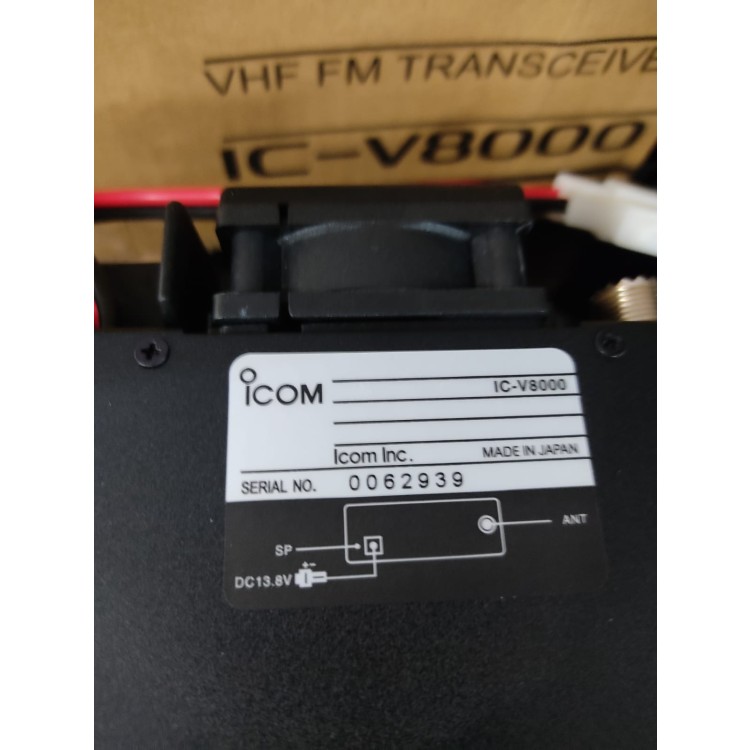 VHF FM TRANSCEIVE
IC-V8000
ICOM
IC-V8000
Icom Inc. MADE IN JAPAN
SERIAL NO. 0062939
ANT
SP
+-
DC13.8V